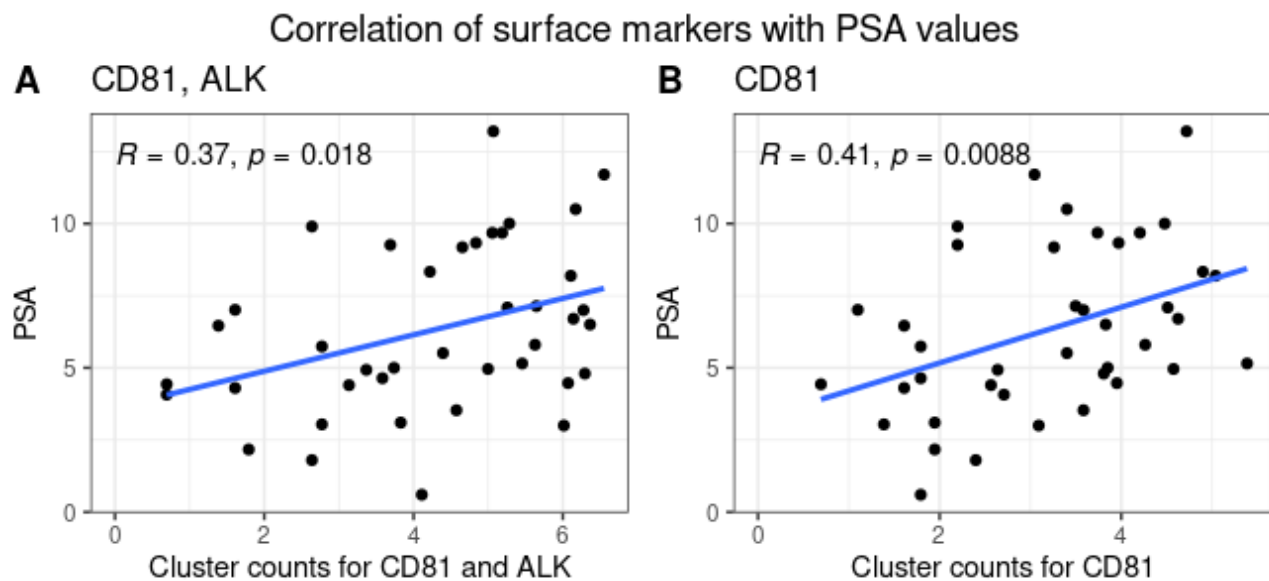 Correlation of surface markers with PSA values
A CD81, ALK
R = 0.37, p = 0.018
PSA
10
5
0
0 2 4 6
Cluster counts for CD81 and ALK
B CD81
R = 0.41, p = 0.0088
PSA
10
5
0
0 2 4
Cluster counts for CD81